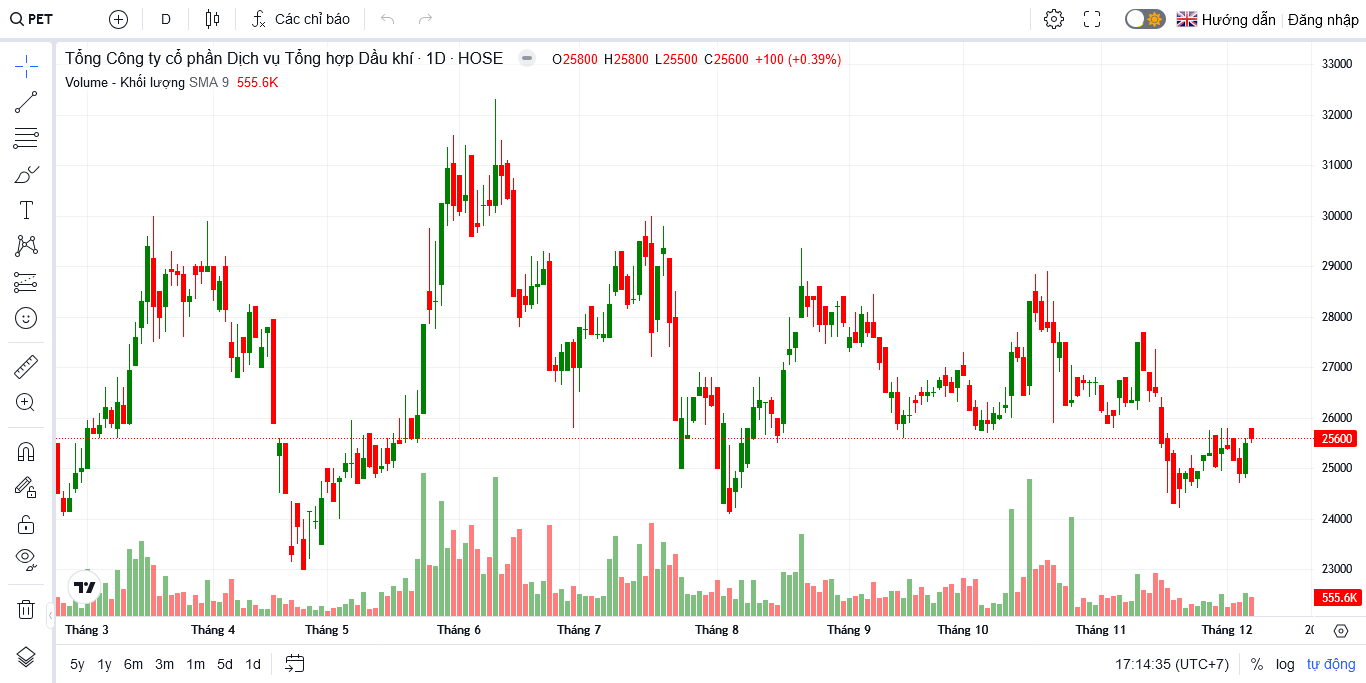 PET D Các chỉ báo Hướng dẫn Đăng nhập
Tổng Công ty cổ phần Dịch vụ Tổng hợp Dầu khí · 1D · HOSE O25800 H25800 L25500 C25600 +100 (+0.39%)
Volume - Khối lượng SMA 9 555.6K
33000
32000
31000
30000
29000
28000
27000
26000
25600
25000
24000
23000
555.6K
Tháng 3 Tháng 4 Tháng 5 Tháng 6 Tháng 7 Tháng 8 Tháng 9 Tháng 10 Tháng 11 Tháng 12
5y 1y 6m 3m 1m 5d 1d 17:14:35 (UTC+7) % log tự động